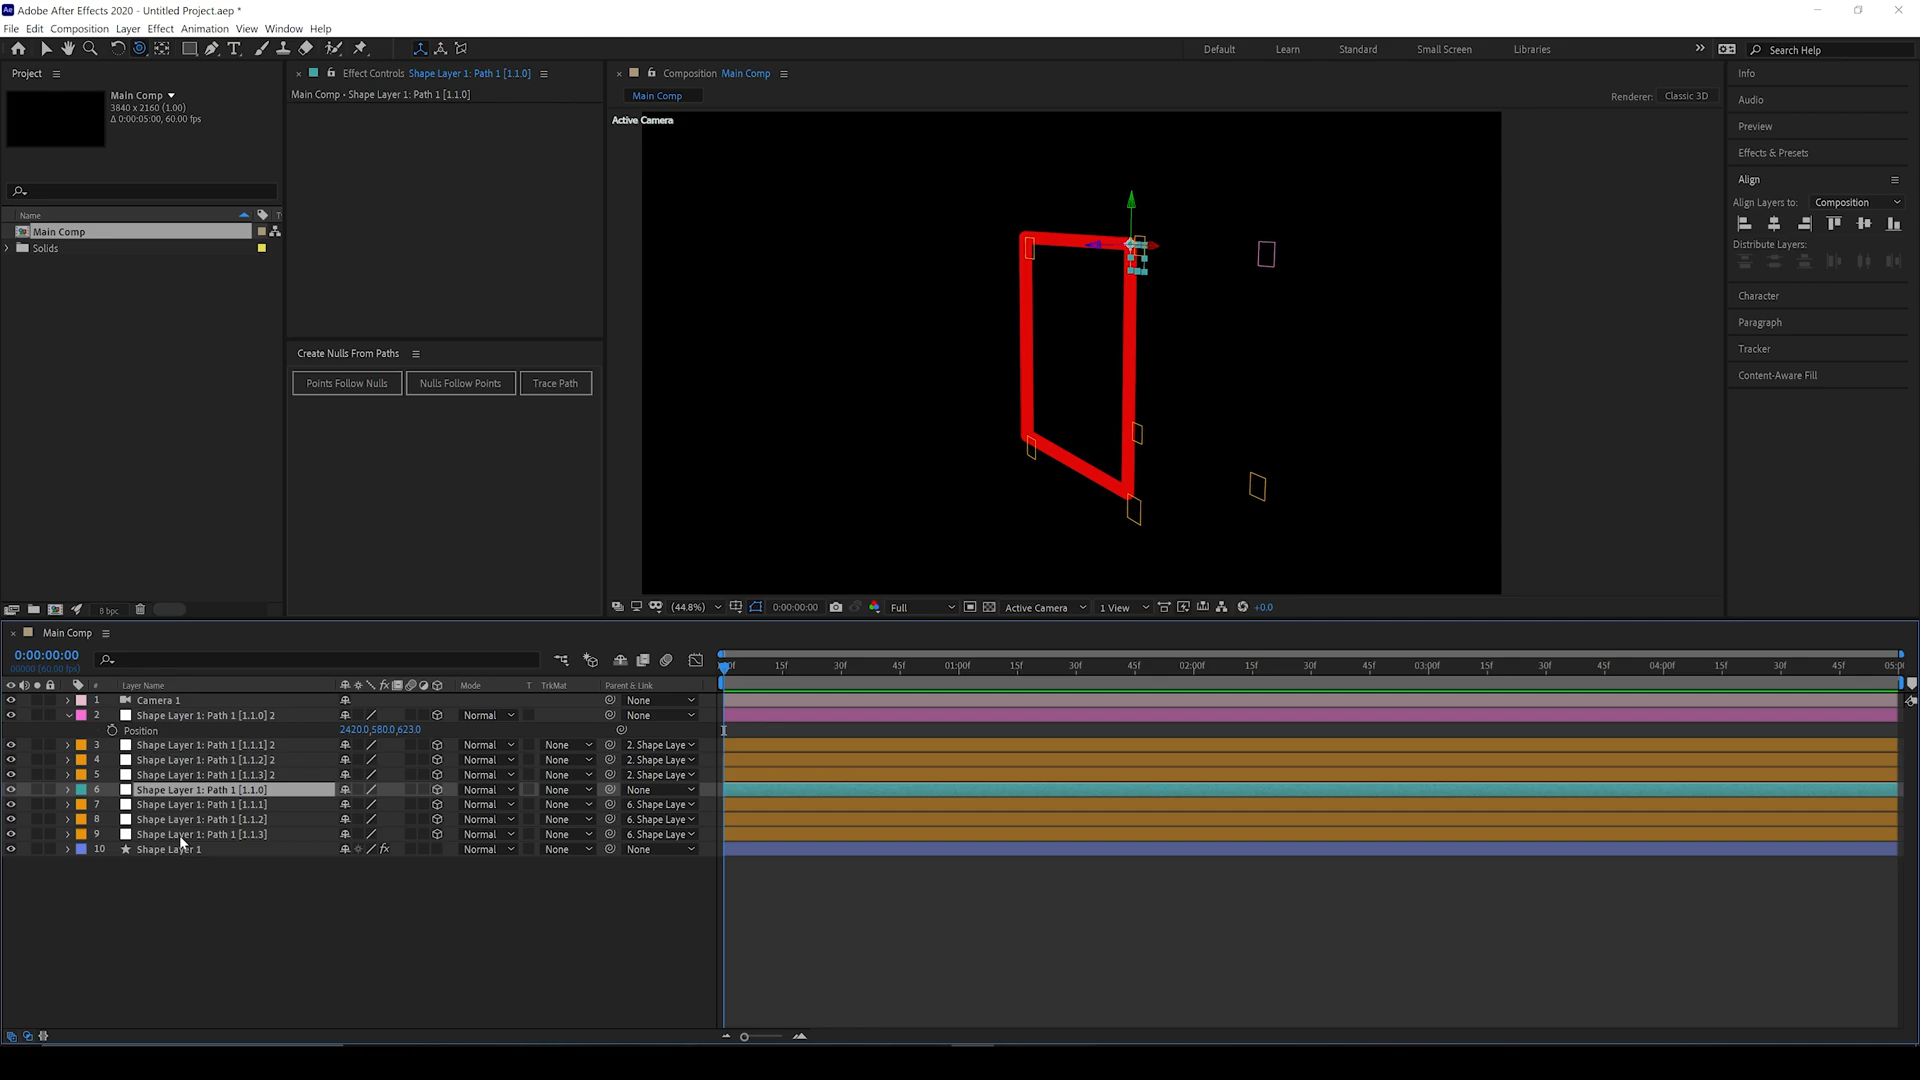 Adobe After Effects 2020 - Untitled Project.aep *
File Edit Composition Layer Effect Animation View Window Help
Default Learn Standard Small Screen Libraries Search Help
Project
Effect Controls Shape Layer 1: Path 1 [1.1.0]
Composition Main Comp
Info
Main Comp
3840 x 2160 (1.00)
Δ 0:00:05:00, 60.00 fps
Main Comp • Shape Layer 1: Path 1 [1.1.0]
Main Comp
Renderer: Classic 3D
Active Camera
Audio
Preview
Effects & Presets
Align
Align Layers to: Composition
Distribute Layers:
Character
Paragraph
Tracker
Content-Aware Fill
Name
Main Comp
Solids
Create Nulls From Paths
Points Follow Nulls Nulls Follow Points Trace Path
8 bpc
(44.8%) 0:00:00:00 Full Active Camera 1 View +0.0
Main Comp
0:00:00:00
00000 (60.00 fps)
15f 30f 45f 01:00f 15f 30f 45f 02:00f 15f 30f 45f 03:00f 15f 30f 45f 04:00f 15f 30f 45f
# Layer Name fx Mode T TrkMat Parent & Link
1 Camera 1 None
2 Shape Layer 1: Path 1 [1.1.0] 2 Normal None
Position 2420.0,580.0,623.0
3 Shape Layer 1: Path 1 [1.1.1] 2 Normal None 2. Shape Laye
4 Shape Layer 1: Path 1 [1.1.2] 2 Normal None 2. Shape Laye
5 Shape Layer 1: Path 1 [1.1.3] 2 Normal None 2. Shape Laye
6 Shape Layer 1: Path 1 [1.1.0] Normal None None
7 Shape Layer 1: Path 1 [1.1.1] Normal None 6. Shape Laye
8 Shape Layer 1: Path 1 [1.1.2] Normal None 6. Shape Laye
9 Shape Layer 1: Path 1 [1.1.3] Normal None 6. Shape Laye
10 Shape Layer 1 fx Normal None None